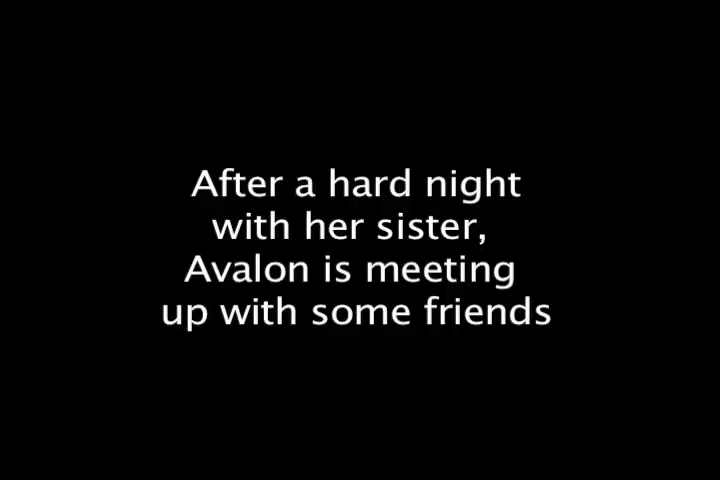 After a hard night
with her sister,
Avalon is meeting
up with some friends